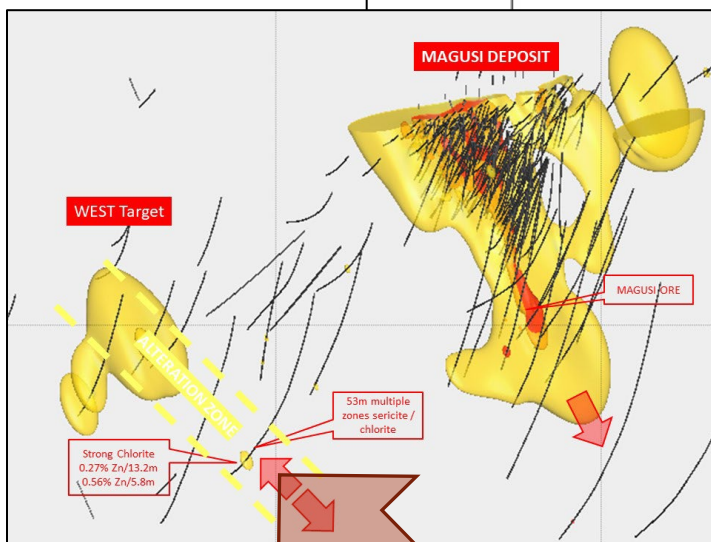 MAGUSI DEPOSIT
WEST Target
MAGUSI ORE
ALTERATION ZONE
53m multiple
zones sericite /
chlorite
Strong Chlorite
0.27% Zn/13.2m
0.56% Zn/5.8m